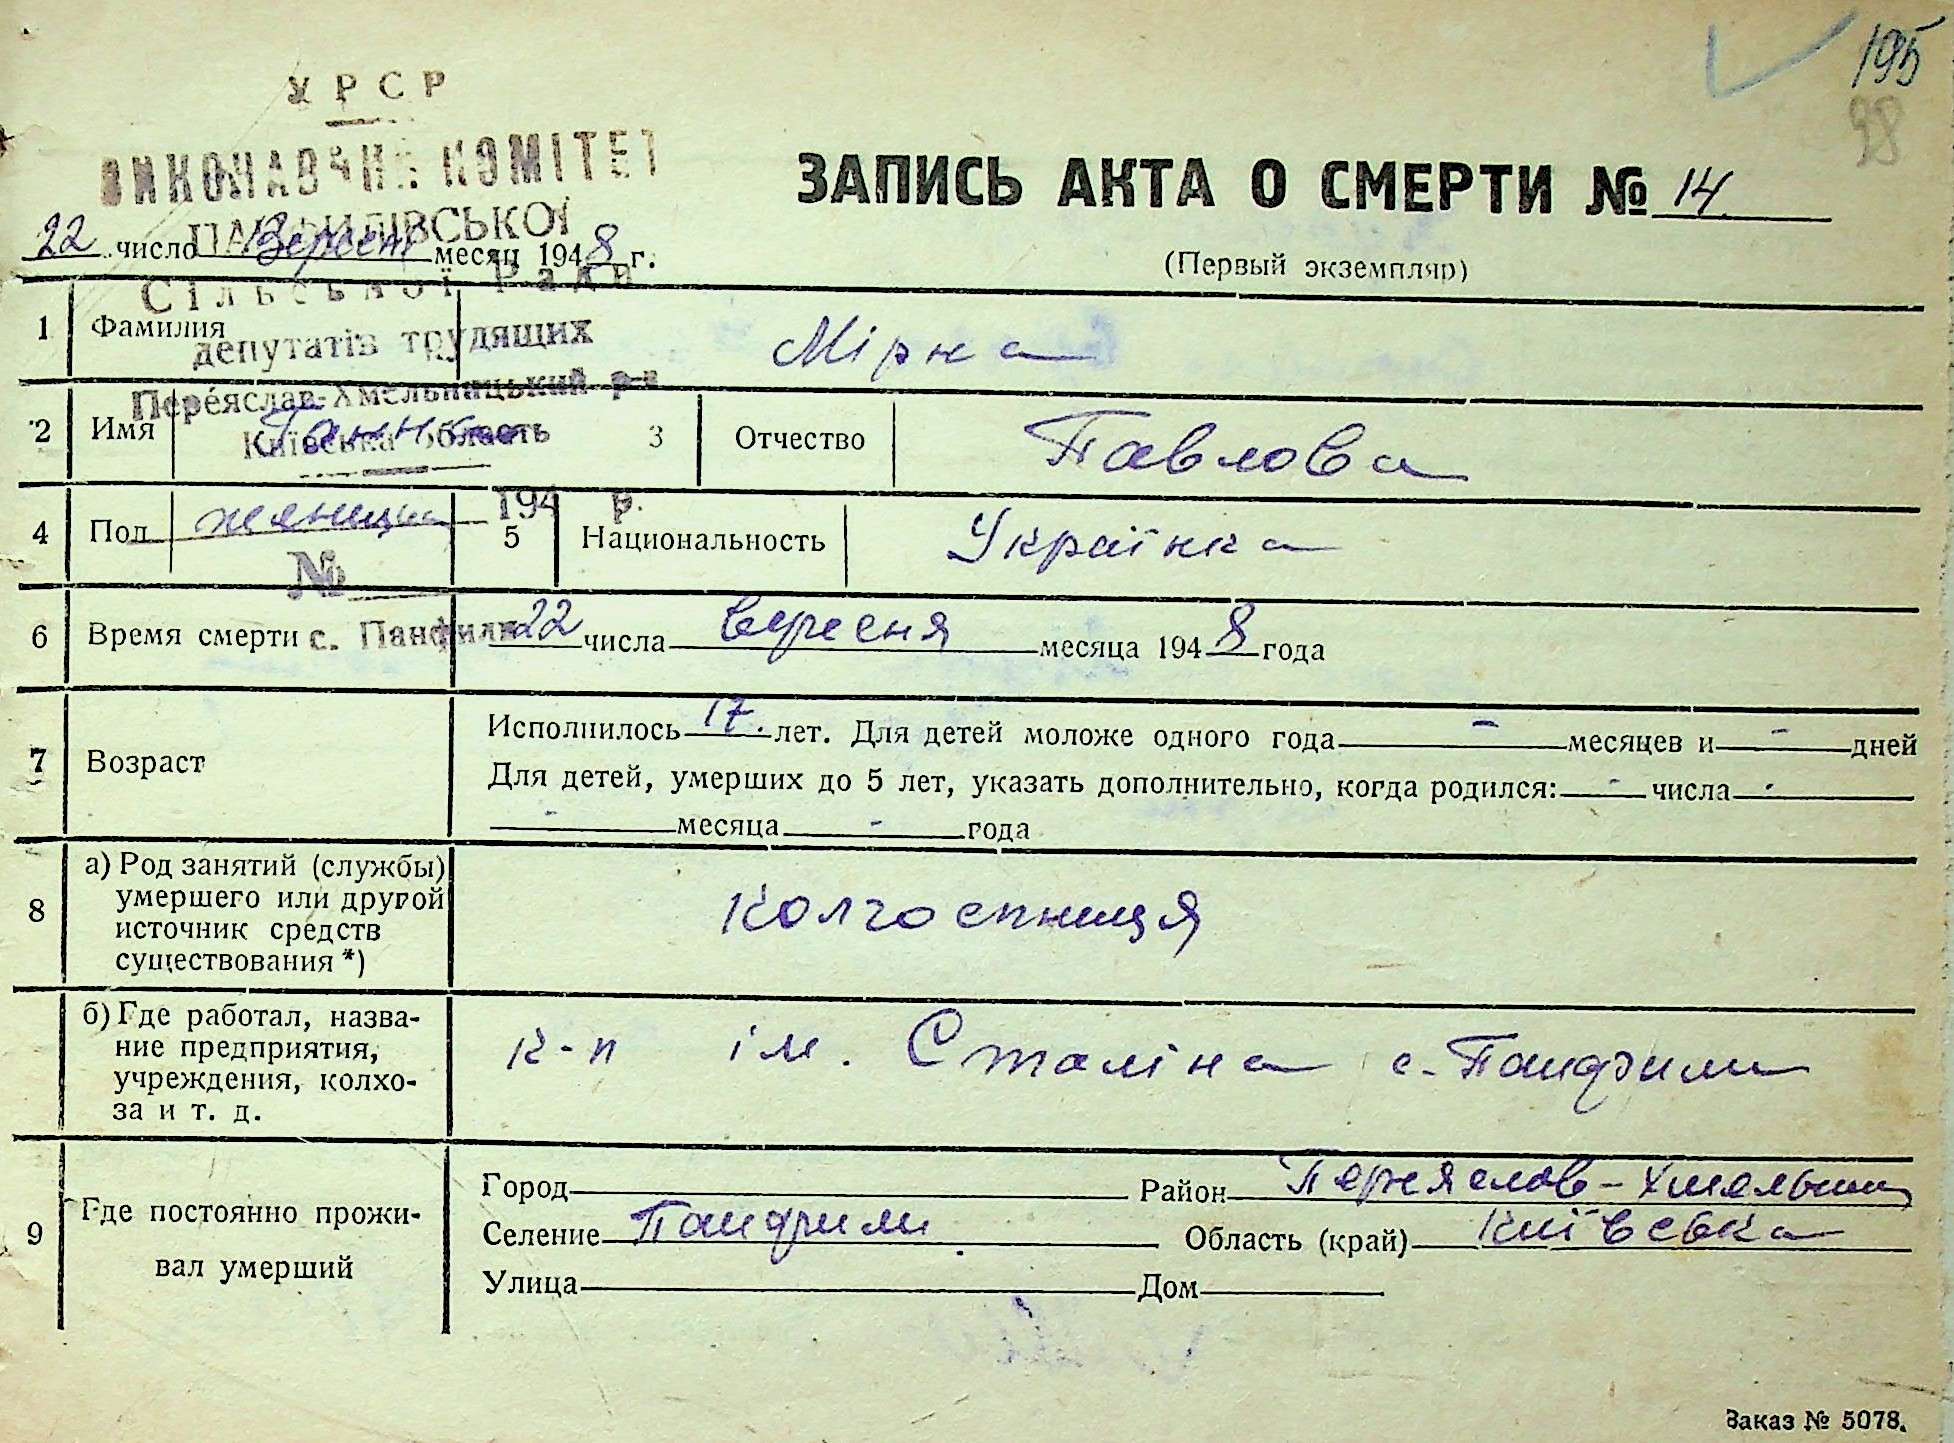 195
98
УРСР
ВИКОНАВЧИЙ КОМІТЕТ
ПАНФИЛІВСЬКОЇ
Сільської Ради
депутатів трудящих
Переяслав-Хмельницький р-н
Київська область
194 р.
№
с. Панфили
ЗАПИСЬ АКТА О СМЕРТИ № 14
(Первый экземпляр)
22 число Вересня месяц 1948 г.
1 Фамилия Мірка
2 Имя Ганна 3 Отчество Павлова
4 Пол 5 Национальность Українка
6 Время смерти 22 числа вересня месяца 1948 года
7 Возраст
Исполнилось 17. лет. Для детей моложе одного года - месяцев и - дней
Для детей, умерших до 5 лет, указать дополнительно, когда родился: - числа -
- месяца - года
8 а) Род занятий (службы)
умершего или другой
источник средств
существования *)
колгоспниця
б) Где работал, назва-
ние предприятия,
учреждения, колхо-
за и т. д.
к-п ім. Сталіна с. Панфили
9 Где постоянно прожи-
вал умерший
Город Район Переяслов-Хмельниц
Селение Панфили Область (край) Київська
Улица Дом
Заказ № 5078.